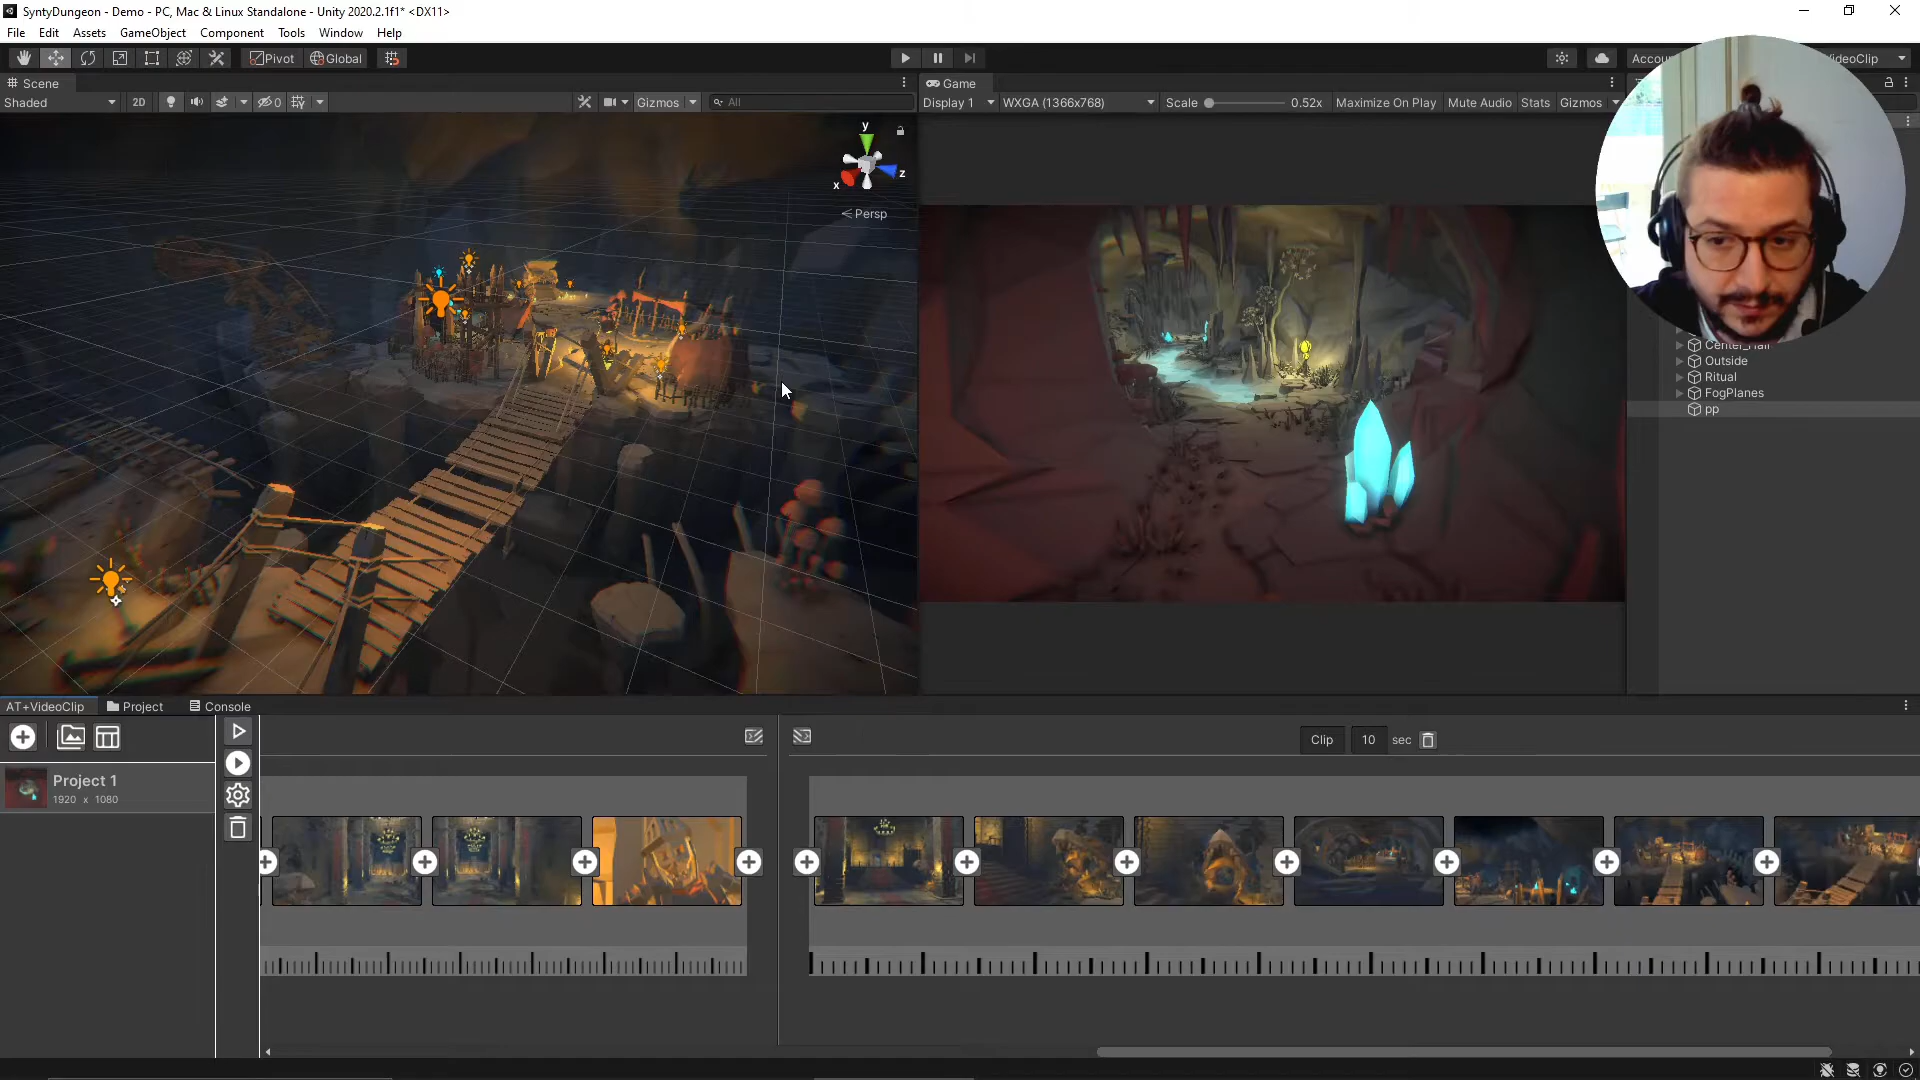 SyntyDungeon - Demo - PC, Mac & Linux Standalone - Unity 2020.2.1f1* <DX11>
File Edit Assets GameObject Component Tools Window Help
Pivot Global
Accou
VideoClip
Scene
Game
Shaded 2D 0 Gizmos All
Display 1 WXGA (1366x768) Scale 0.52x Maximize On Play Mute Audio Stats Gizmos
y
x
z
Persp
Center_Hall
Outside
Ritual
FogPlanes
pp
AT+VideoClip Project Console
Clip 10 sec
Project 1
1920 x 1080